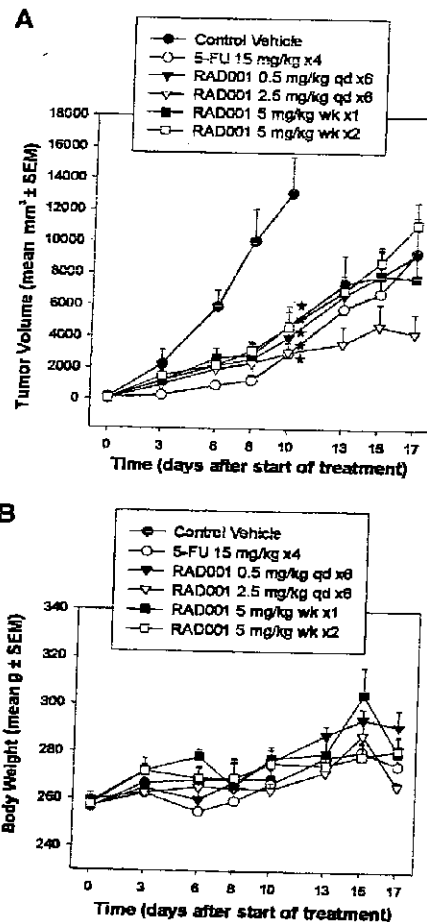 A
Control Vehicle
5-FU 15 mg/kg x4
RAD001 0.5 mg/kg qd x6
RAD001 2.5 mg/kg qd x6
RAD001 5 mg/kg wk x1
RAD001 5 mg/kg wk x2
Tumor Volume (mean mm³ ± SEM)
18000
16000
14000
12000
10000
8000
6000
4000
2000
0
0 3 6 8 10 13 15 17
Time (days after start of treatment)
B
Control Vehicle
5-FU 15 mg/kg x4
RAD001 0.5 mg/kg qd x6
RAD001 2.5 mg/kg qd x6
RAD001 5 mg/kg wk x1
RAD001 5 mg/kg wk x2
Body Weight (mean g ± SEM)
340
320
300
280
260
240
0 3 6 8 10 13 15 17
Time (days after start of treatment)